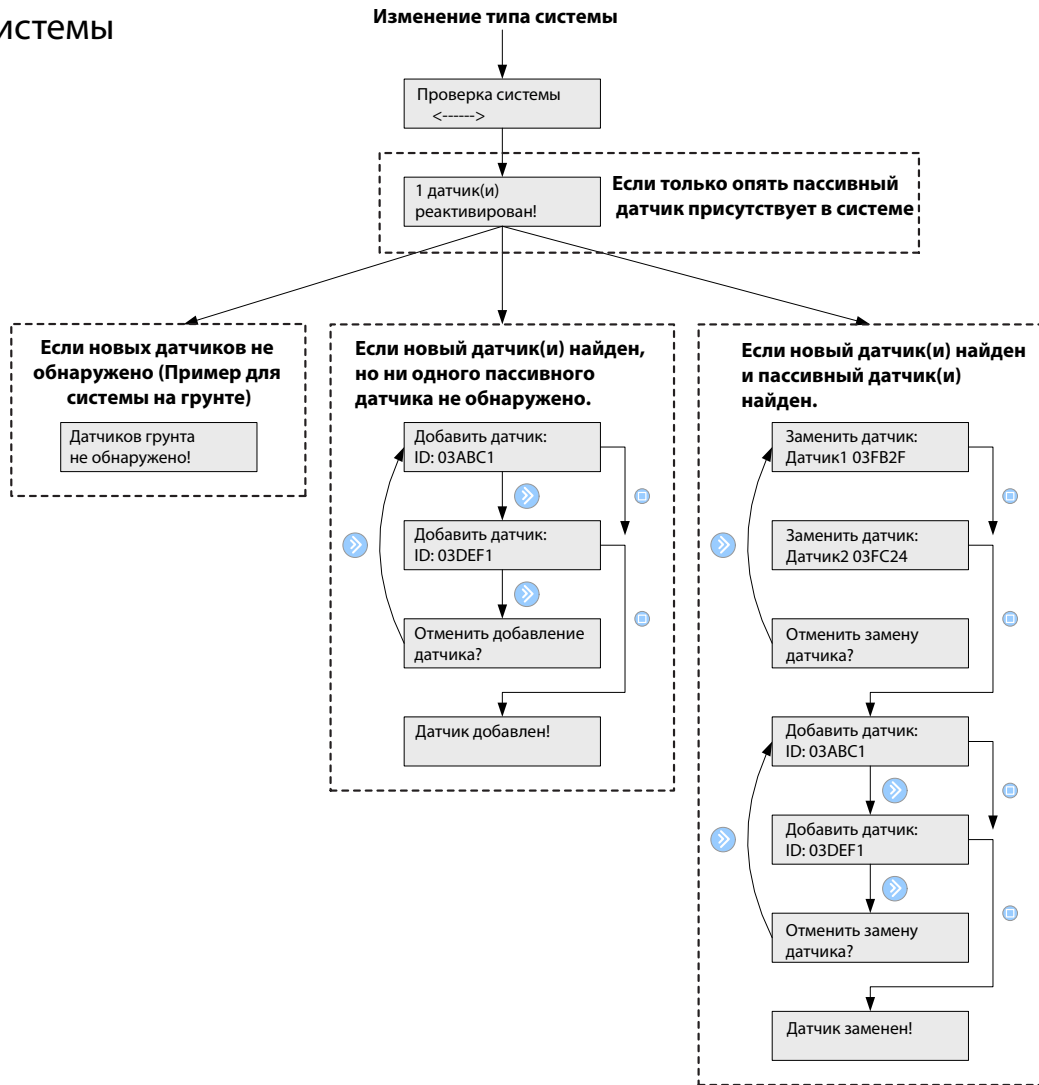 истемы
Изменение типа системы
Проверка системы
<------>
1 датчик(и)
реактивирован!
Если только опять пассивный
датчик присутствует в системе
Если новых датчиков не
обнаружено (Пример для
системы на грунте)
Датчиков грунта
не обнаружено!
Если новый датчик(и) найден,
но ни одного пассивного
датчика не обнаружено.
Добавить датчик:
ID: 03ABC1
Добавить датчик:
ID: 03DEF1
Отменить добавление
датчика?
Датчик добавлен!
Если новый датчик(и) найден
и пассивный датчик(и)
найден.
Заменить датчик:
Датчик1 03FB2F
Заменить датчик:
Датчик2 03FC24
Отменить замену
датчика?
Добавить датчик:
ID: 03ABC1
Добавить датчик:
ID: 03DEF1
Отменить замену
датчика?
Датчик заменен!